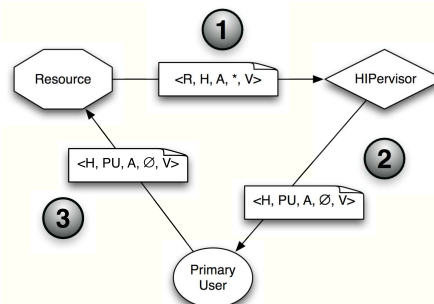 1
Resource
<R, H, A, *, V>
HIPervisor
<H, PU, A, Ø, V>
2
<H, PU, A, Ø, V>
3
Primary
User